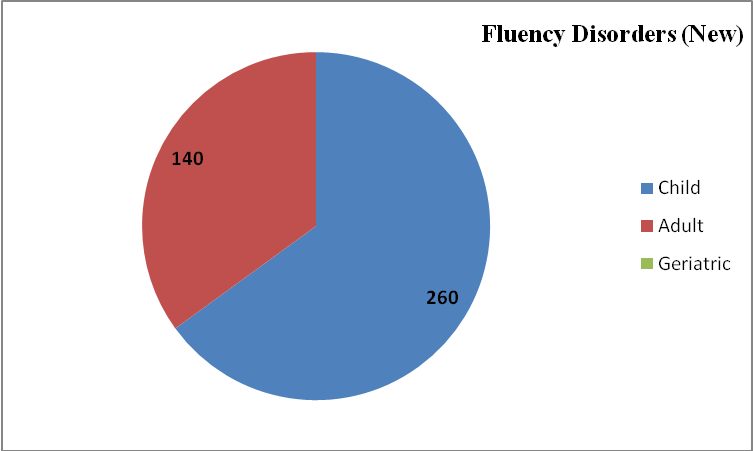 Fluency Disorders (New)
140
260
Child
Adult
Geriatric